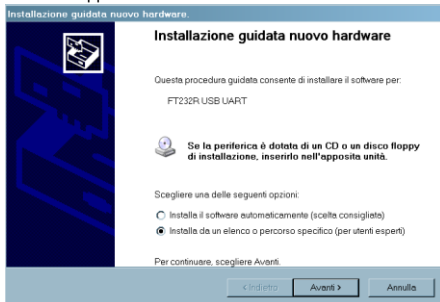 Installazione guidata nuovo hardware.
Installazione guidata nuovo hardware
Questa procedura guidata consente di installare il software per:
FT232R USB UART
Se la periferica è dotata di un CD o un disco floppy
di installazione, inserirlo nell'apposita unità.
Scegliere una delle seguenti opzioni:
Installa il software automaticamente (scelta consigliata)
Installa da un elenco o percorso specifico (per utenti esperti)
Per continuare, scegliere Avanti.
< Indietro Avanti > Annulla